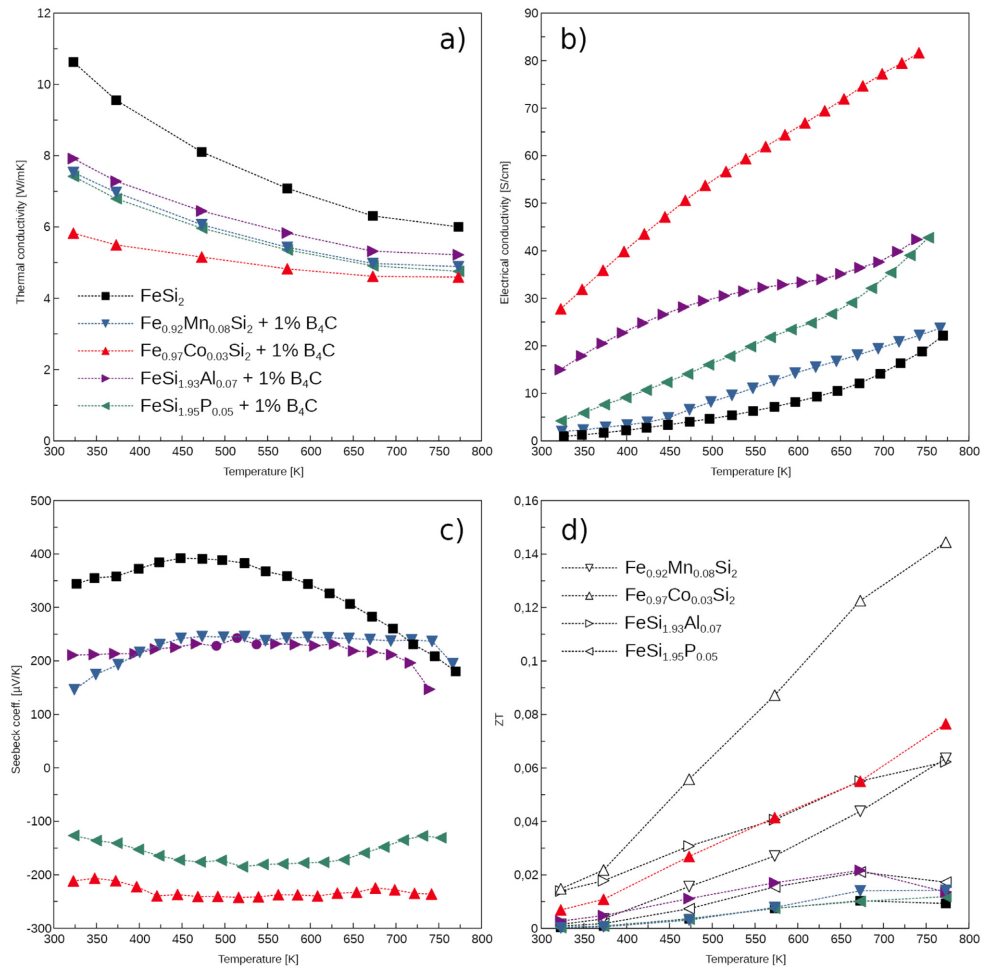 a)
12
10
8
6
4
2
0
Thermal conductivity [W/mK]
FeSi₂
Fe₀.₉₂Mn₀.₀₈Si₂ + 1% B₄C
Fe₀.₉₇Co₀.₀₃Si₂ + 1% B₄C
FeSi₁.₉₃Al₀.₀₇ + 1% B₄C
FeSi₁.₉₅P₀.₀₅ + 1% B₄C
300 350 400 450 500 550 600 650 700 750 800
Temperature [K]
b)
90
80
70
60
50
40
30
20
10
0
Electrical conductivity [S/cm]
300 350 400 450 500 550 600 650 700 750 800
Temperature [K]
c)
500
400
300
200
100
0
-100
-200
-300
Seebeck coeff. [µV/K]
300 350 400 450 500 550 600 650 700 750 800
Temperature [K]
d)
0,16
0,14
0,12
0,1
0,08
0,06
0,04
0,02
0
ZT
Fe₀.₉₂Mn₀.₀₈Si₂
Fe₀.₉₇Co₀.₀₃Si₂
FeSi₁.₉₃Al₀.₀₇
FeSi₁.₉₅P₀.₀₅
300 350 400 450 500 550 600 650 700 750 800
Temperature [K]